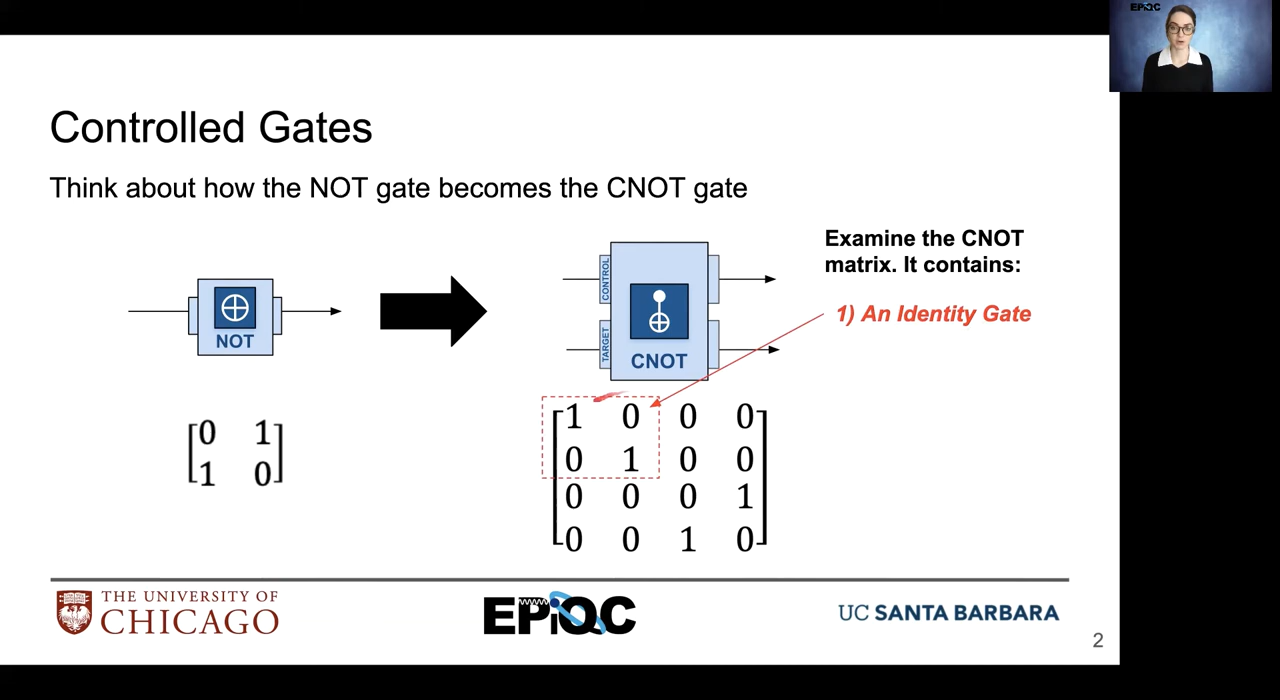 EPiQC
Controlled Gates
Think about how the NOT gate becomes the CNOT gate
Examine the CNOT
matrix. It contains:
1) An Identity Gate
NOT
CONTROL
TARGET
CNOT
0 1
1 0
1 0 0 0
0 1 0 0
0 0 0 1
0 0 1 0
THE UNIVERSITY OF
CHICAGO
EPiQC
UC SANTA BARBARA
2